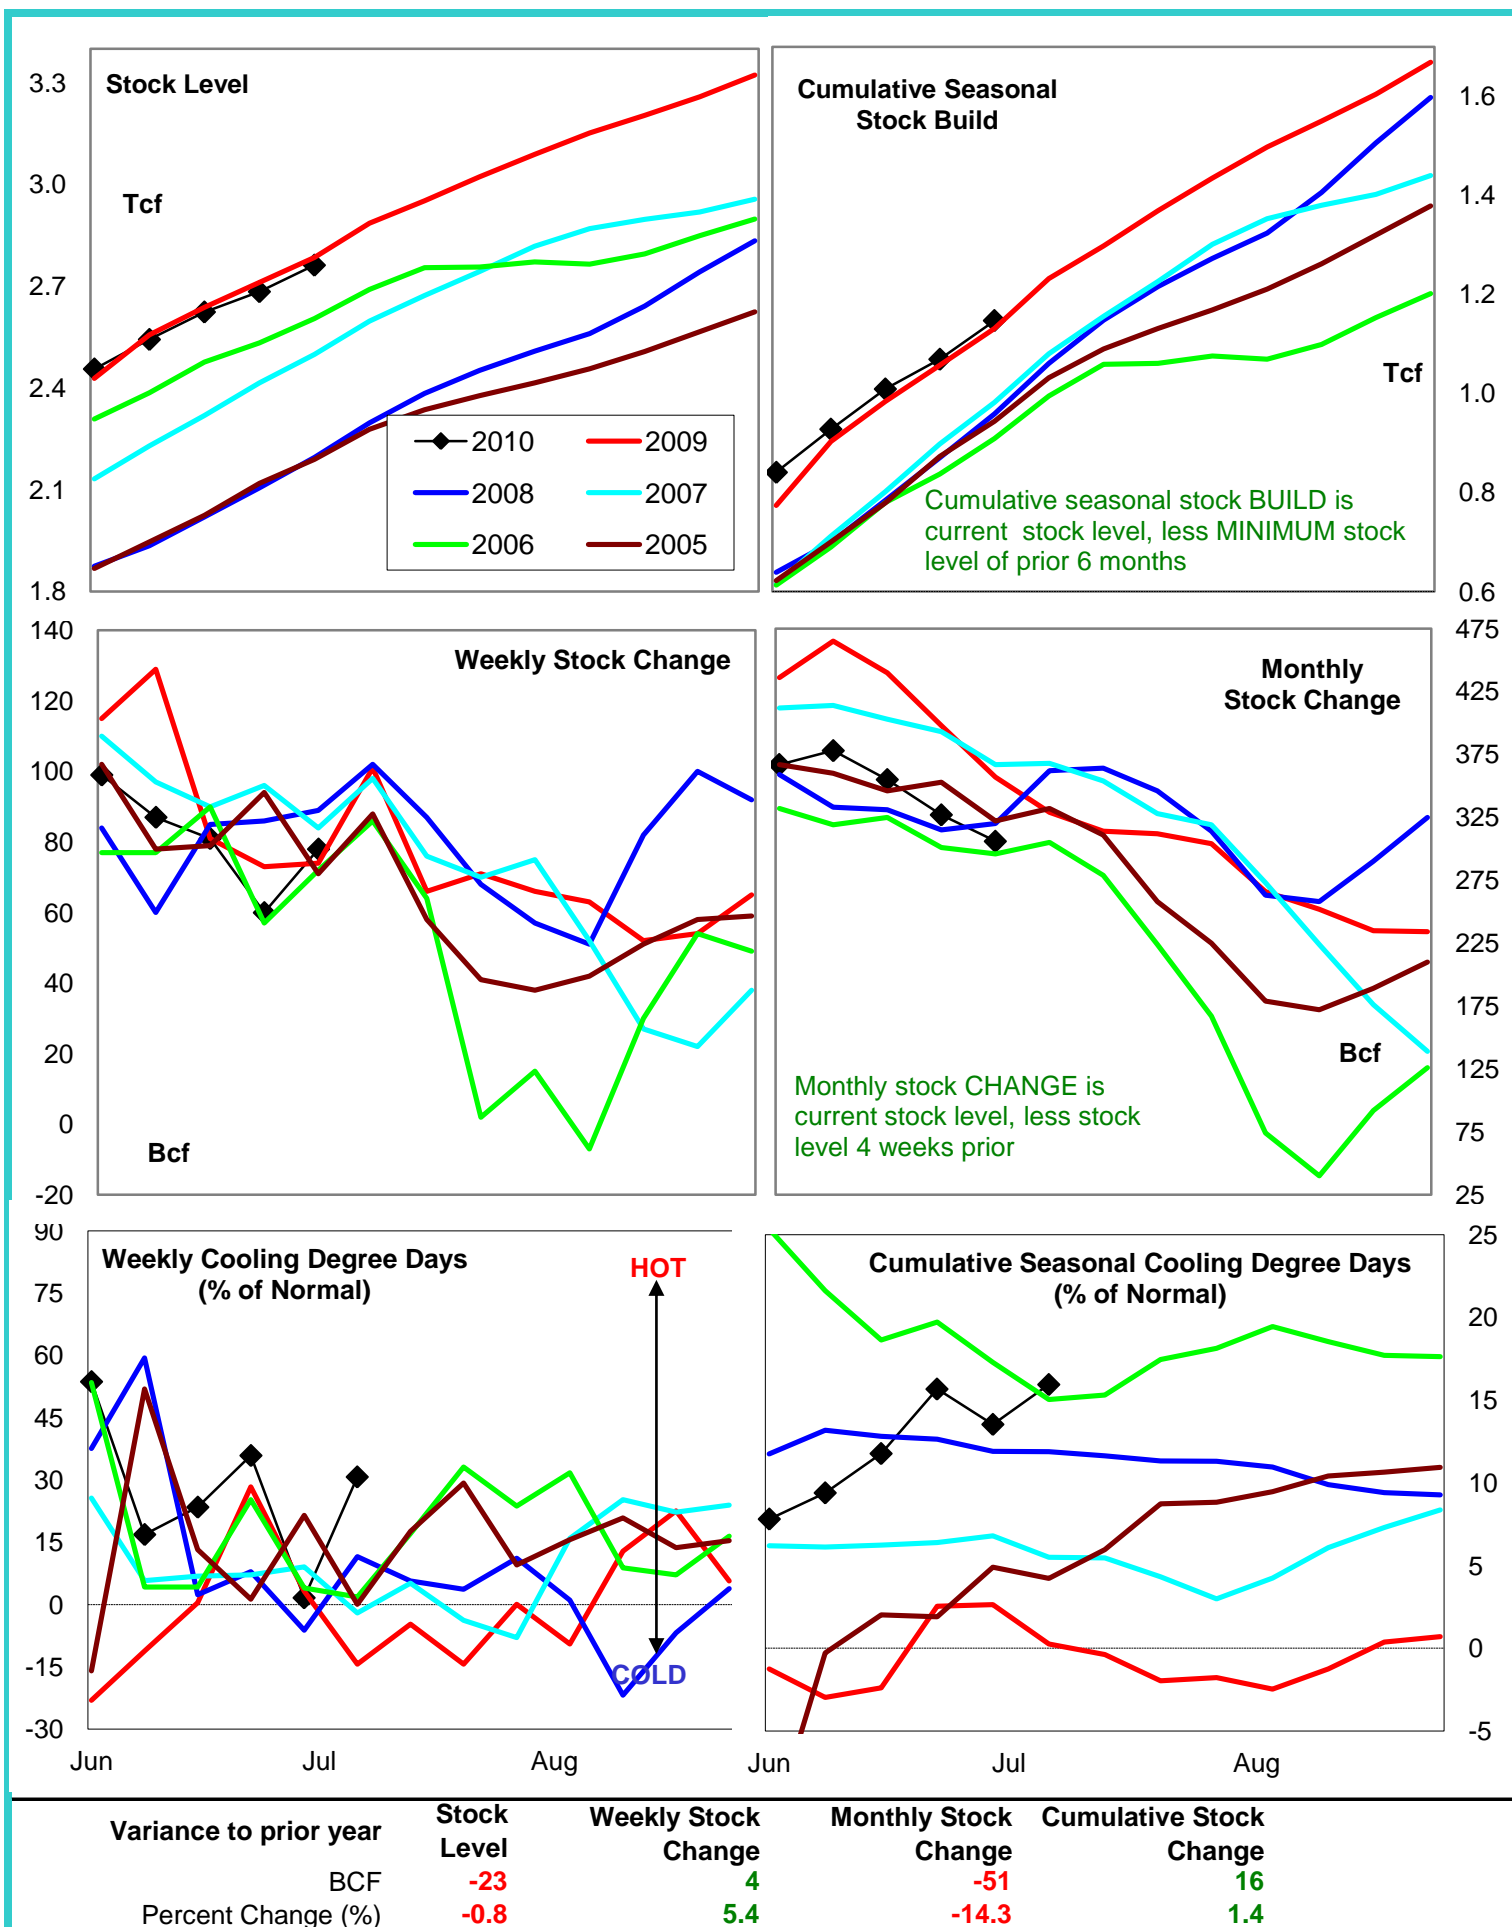 Stock Level
Tcf
3.3
3.0
2.7
2.4
2.1
1.8
2010
2009
2008
2007
2006
2005
Cumulative Seasonal
Stock Build
1.6
1.4
1.2
1.0
0.8
0.6
Tcf
Cumulative seasonal stock BUILD is
current stock level, less MINIMUM stock
level of prior 6 months
140
120
100
80
60
40
20
0
-20
Weekly Stock Change
Bcf
Monthly
Stock Change
475
425
375
325
275
225
175
125
75
25
Bcf
Monthly stock CHANGE is
current stock level, less stock
level 4 weeks prior
90
75
60
45
30
15
0
-15
-30
Weekly Cooling Degree Days
(% of Normal)
HOT
COLD
Jun
Jul
Aug
Cumulative Seasonal Cooling Degree Days
(% of Normal)
25
20
15
10
5
0
-5
Jun
Jul
Aug
Variance to prior year
Stock
Level
Weekly Stock
Change
Monthly Stock
Change
Cumulative Stock
Change
BCF -23 4 -51 16
Percent Change (%) -0.8 5.4 -14.3 1.4